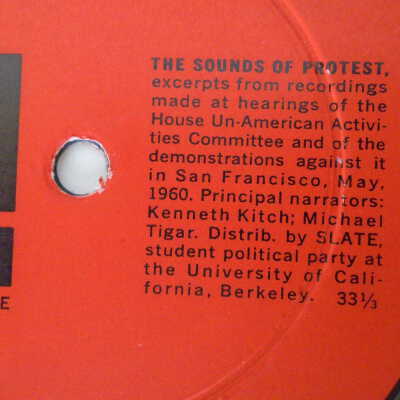 THE SOUNDS OF PROTEST,
excerpts from recordings
made at hearings of the
House Un-American Activi-
ties Committee and of the
demonstrations against it
in San Francisco, May,
1960. Principal narrators:
Kenneth Kitch; Michael
Tigar. Distrib. by SLATE,
student political party at
the University of Cali-
fornia, Berkeley. 33⅓
E